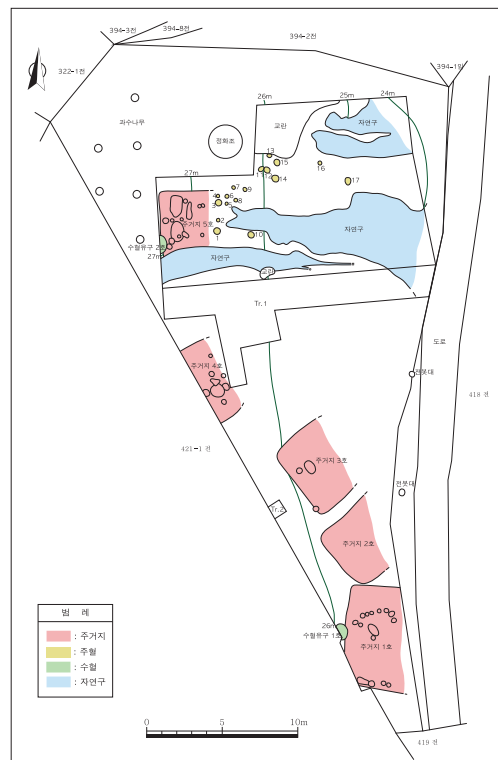 394-3전
394-8전
394-2전
394-1전
322-1전
26m
25m
24m
과수나무
교란
자연구
정화조
13
15
16
11
12
14
17
27m
7
9
4
6
8
3
5
주거지 5호
2
1
10
자연구
수혈유구 2호
27m
자연구
교란
Tr.1
도로
주거지 4호
전봇대
418 전
421-1 전
주거지 3호
전봇대
Tr.2
주거지 2호
26m
수혈유구 1호
주거지 1호
범 례
: 주거지
: 주혈
: 수혈
: 자연구
0 5 10m
419 전